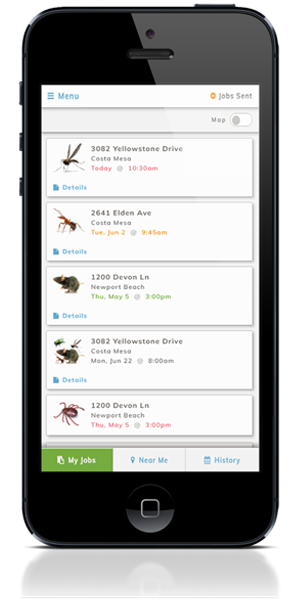 Menu
Jobs Sent
Map
3082 Yellowstone Drive
Costa Mesa
Today @ 10:30am
Details
2641 Elden Ave
Costa Mesa
Tue, Jun 2 @ 9:45am
Details
1200 Devon Ln
Newport Beach
Thu, May 5 @ 3:00pm
Details
3082 Yellowstone Drive
Costa Mesa
Mon, Jun 22 @ 8:00am
Details
1200 Devon Ln
Newport Beach
Thu, May 5 @ 3:00pm
My Jobs
Near Me
History